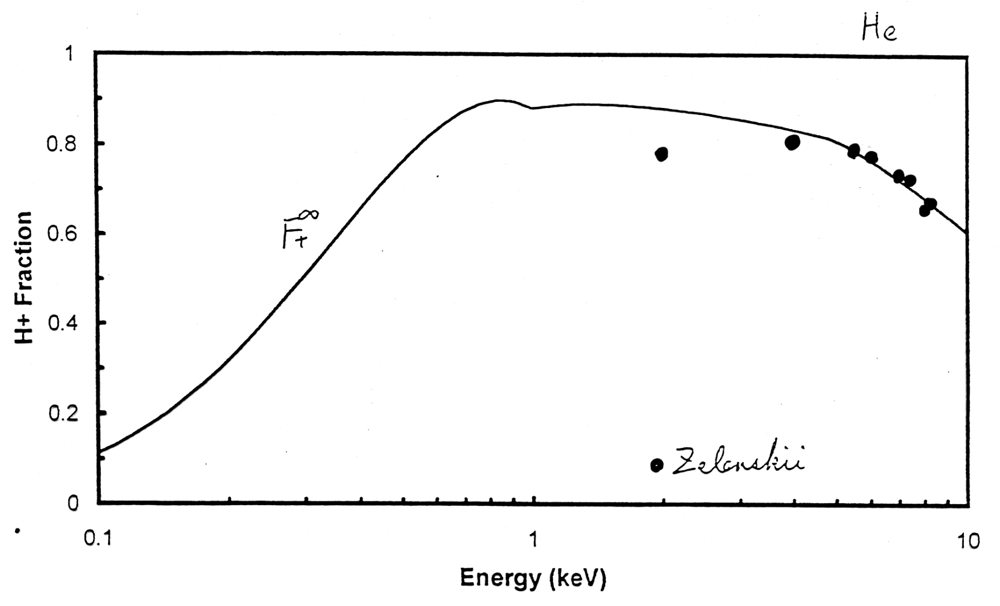 He
1
0.8
0.6
0.4
0.2
0
H+ Fraction
F+∞
Zelenskii
0.1 1 10
Energy (keV)